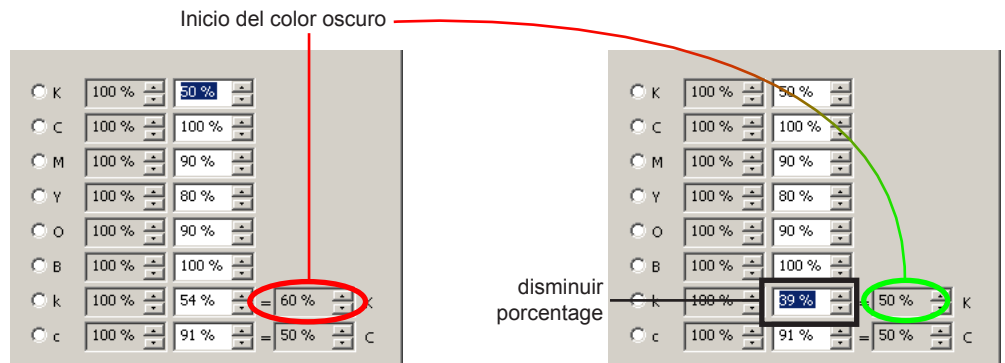 Inicio del color oscuro
K 100 % 50 %
C 100 % 100 %
M 100 % 90 %
Y 100 % 80 %
O 100 % 90 %
B 100 % 100 %
k 100 % 54 % = 60 % K
c 100 % 91 % = 50 % C
K 100 % 50 %
C 100 % 100 %
M 100 % 90 %
Y 100 % 80 %
O 100 % 90 %
B 100 % 100 %
disminuir
porcentage
k 100 % 39 % = 50 % K
c 100 % 91 % = 50 % C